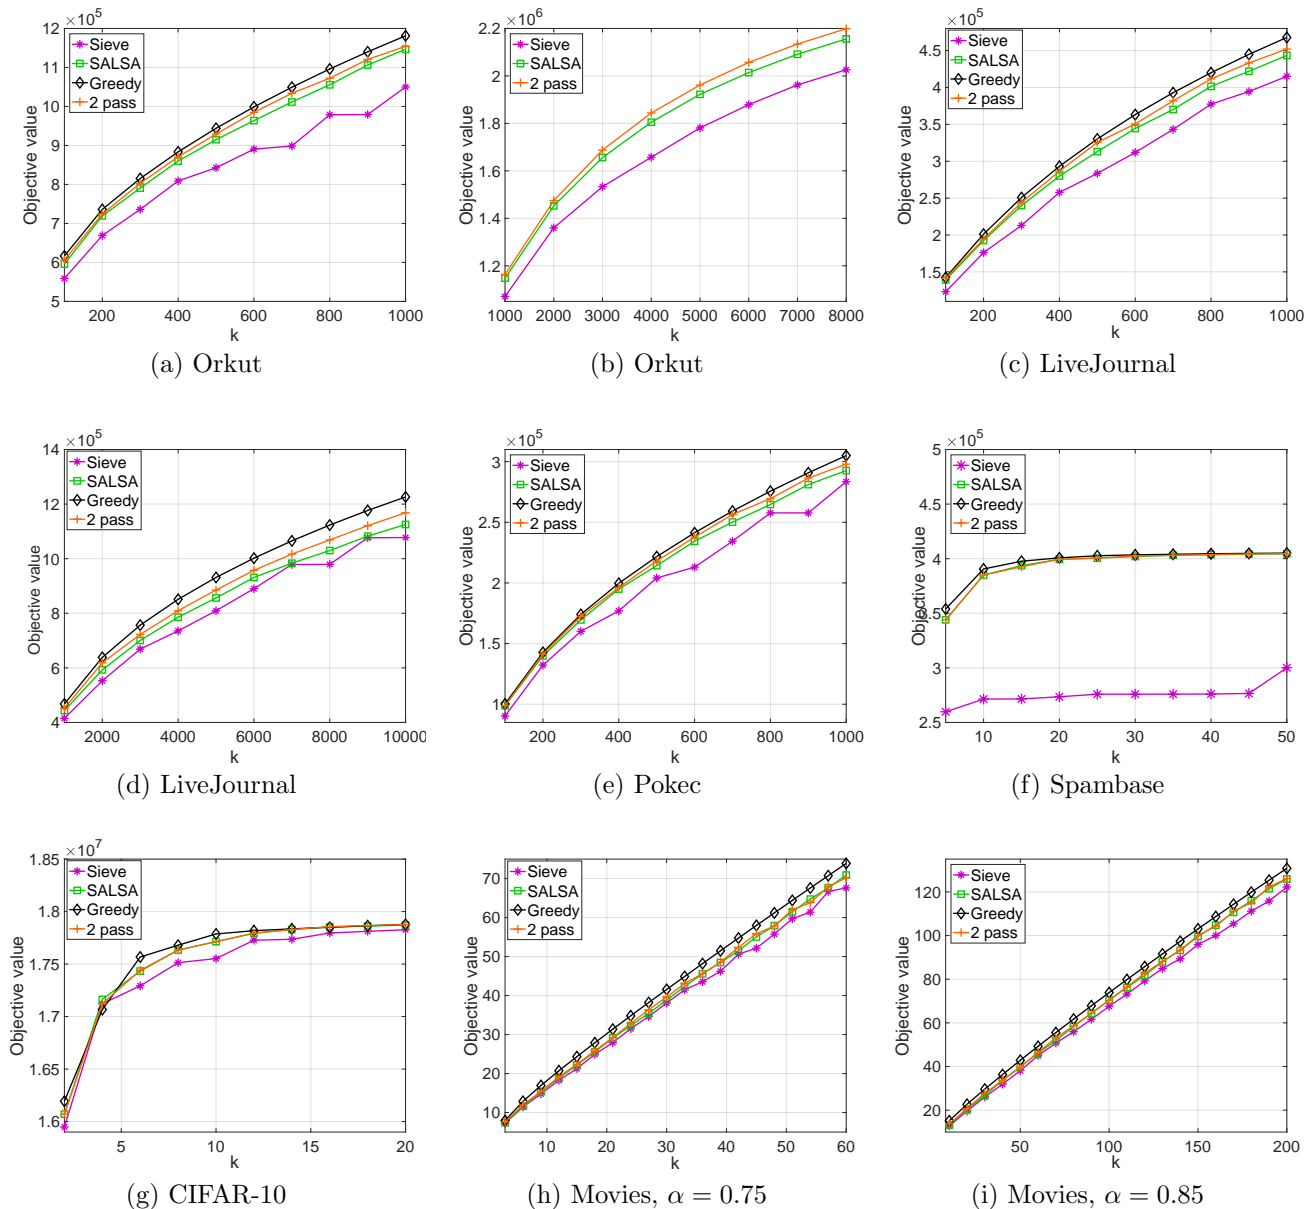 ×10^5
Objective value
12
11
10
9
8
7
6
5
Sieve
SALSA
Greedy
2 pass
200 400 600 800 1000
k
(a) Orkut
×10^6
Objective value
2.2
2
1.8
1.6
1.4
1.2
Sieve
SALSA
2 pass
1000 2000 3000 4000 5000 6000 7000 8000
k
(b) Orkut
×10^5
Objective value
4.5
4
3.5
3
2.5
2
1.5
Sieve
SALSA
Greedy
2 pass
200 400 600 800 1000
k
(c) LiveJournal
×10^5
Objective value
14
12
10
8
6
4
Sieve
SALSA
Greedy
2 pass
2000 4000 6000 8000 10000
k
(d) LiveJournal
×10^5
Objective value
3
2.5
2
1.5
1
Sieve
SALSA
Greedy
2 pass
200 400 600 800 1000
k
(e) Pokec
×10^5
Objective value
5
4.5
4
3.5
3
2.5
Sieve
SALSA
Greedy
2 pass
10 20 30 40 50
k
(f) Spambase
×10^7
Objective value
1.85
1.8
1.75
1.7
1.65
1.6
Sieve
SALSA
Greedy
2 pass
5 10 15 20
k
(g) CIFAR-10
Objective value
70
60
50
40
30
20
10
Sieve
SALSA
Greedy
2 pass
10 20 30 40 50 60
k
(h) Movies, α = 0.75
Objective value
120
100
80
60
40
20
Sieve
SALSA
Greedy
2 pass
50 100 150 200
k
(i) Movies, α = 0.85